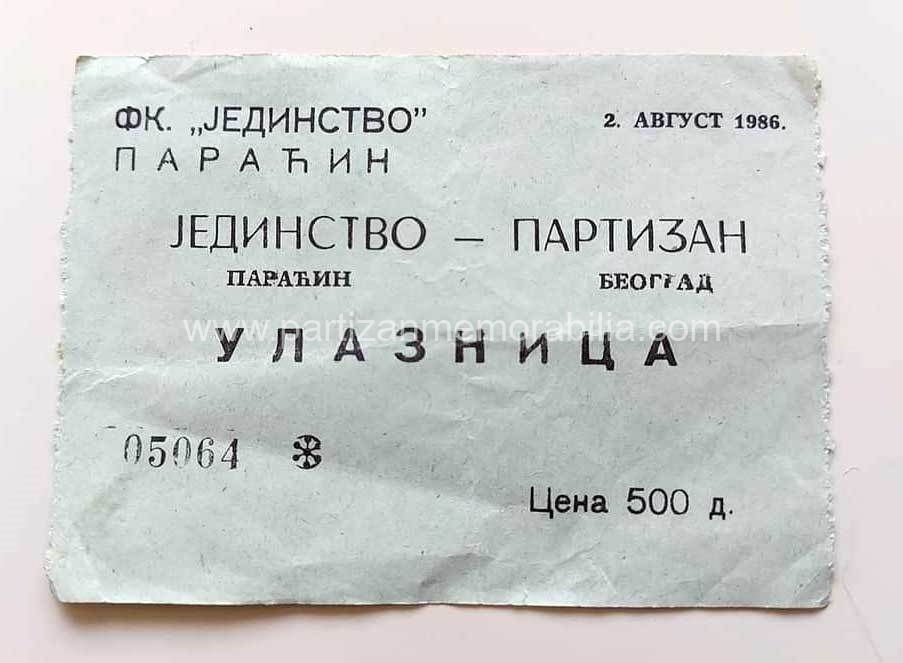 ФК. „ЈЕДИНСТВО” 2. АВГУСТ 1986.
ПАРАЋИН
ЈЕДИНСТВО — ПАРТИЗАН
ПАРАЋИН БЕОГРАД
www.partizanmemorabilia.com
УЛАЗНИЦА
05064
Цена 500 д.